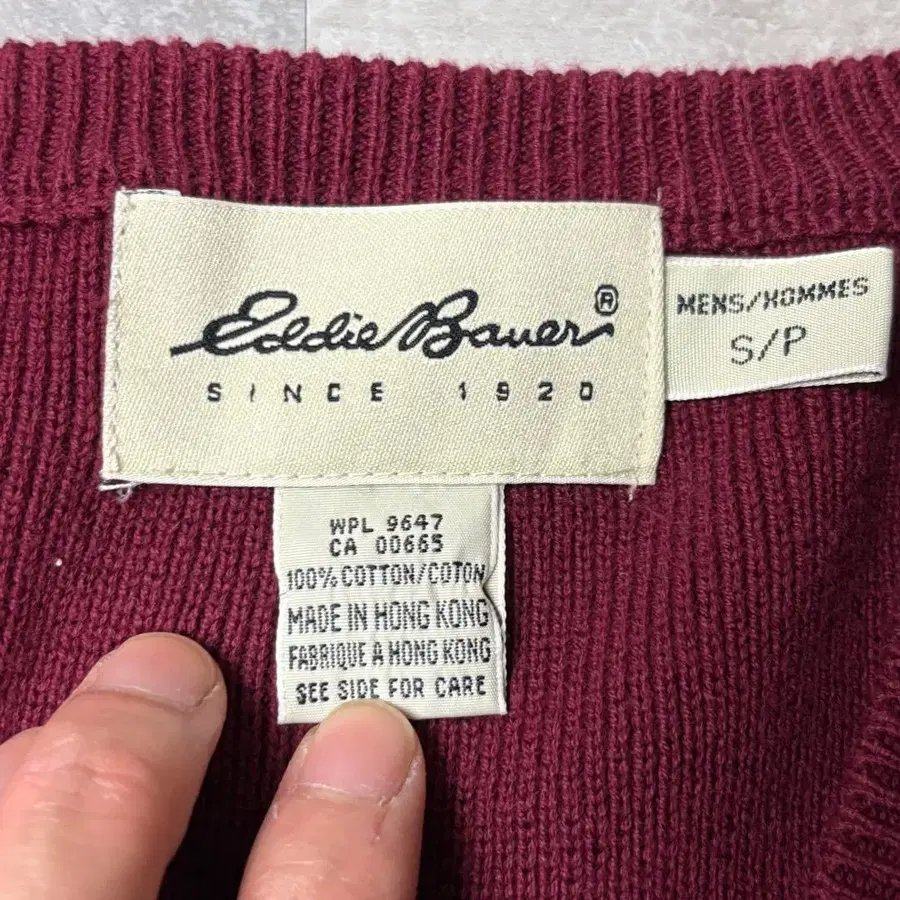 Eddie Bauer®
SINCE 1920
MENS/HOMMES
S/P
WPL 9647
CA 00665
100% COTTON/COTON
MADE IN HONG KONG
FABRIQUE A HONG KONG
SEE SIDE FOR CARE